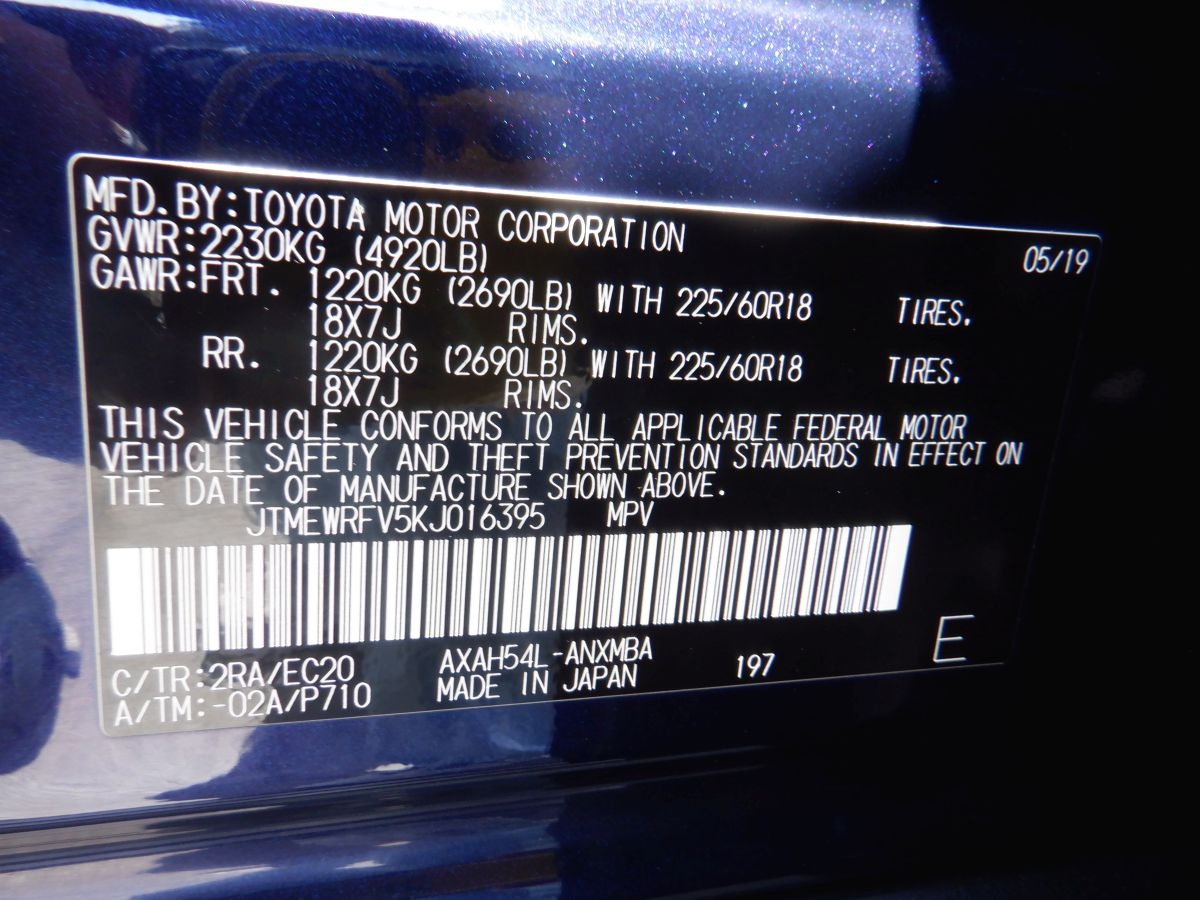 MFD.BY:TOYOTA MOTOR CORPORATION 05/19
GVWR:2230KG (4920LB)
GAWR:FRT. 1220KG (2690LB) WITH 225/60R18 TIRES.
18X7J RIMS.
RR. 1220KG (2690LB) WITH 225/60R18 TIRES.
18X7J RIMS.
THIS VEHICLE CONFORMS TO ALL APPLICABLE FEDERAL MOTOR
VEHICLE SAFETY AND THEFT PREVENTION STANDARDS IN EFFECT ON
THE DATE OF MANUFACTURE SHOWN ABOVE.
JTMEWRFV5KJ016395 MPV
E
C/TR:2RA/EC20 AXAH54L-ANXMBA 197
A/TM:-02A/P710 MADE IN JAPAN